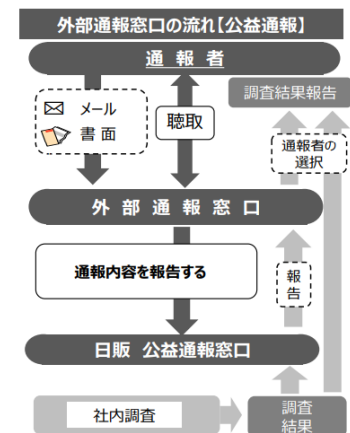 外部通報窓口の流れ【公益通報】
通報者
メール
書面
聴取
調査結果報告
通報者の
選択
外部通報窓口
通報内容を報告する
報
告
日販 公益通報窓口
社内調査
調査
結果